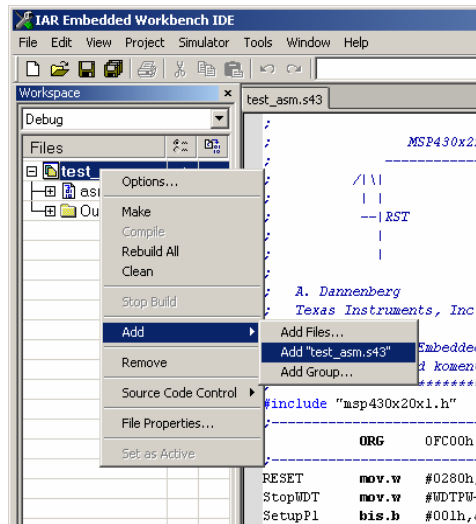 IAR Embedded Workbench IDE
File Edit View Project Simulator Tools Window Help
Workspace ×
test_asm.s43
Debug
Files
test_
Options...
Make
Compile
Rebuild All
Clean
Stop Build
Add
Remove
Source Code Control
File Properties...
Set as Active
Add Files...
Add "test_asm.s43"
Add Group...
;
; MSP430x2
; -----------
; /|\|
; | |
; --|RST
; |
; |
;
; A. Dannenberg
; Texas Instruments, Inc
Embedded
#include "msp430x20x1.h"
;-----------
ORG 0FC00h
;-----------
RESET mov.w #0280h,
StopWDT mov.w #WDTPW
SetupP1 bis.b #001h,